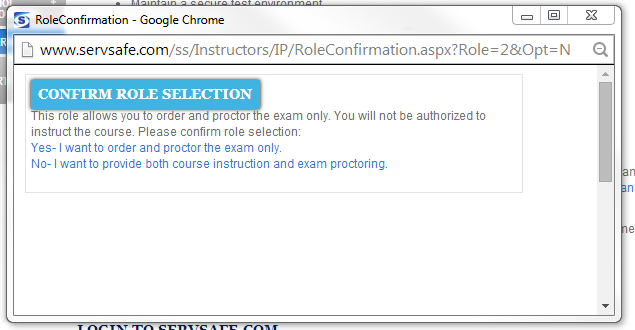 Maintain a secure test environment
RoleConfirmation - Google Chrome
www.servsafe.com/ss/Instructors/IP/RoleConfirmation.aspx?Role=2&Opt=N
CONFIRM ROLE SELECTION
This role allows you to order and proctor the exam only. You will not be authorized to
instruct the course. Please confirm role selection:
Yes- I want to order and proctor the exam only.
No- I want to provide both course instruction and exam proctoring.
an
an
me
LOGIN TO SERVSAFE.COM